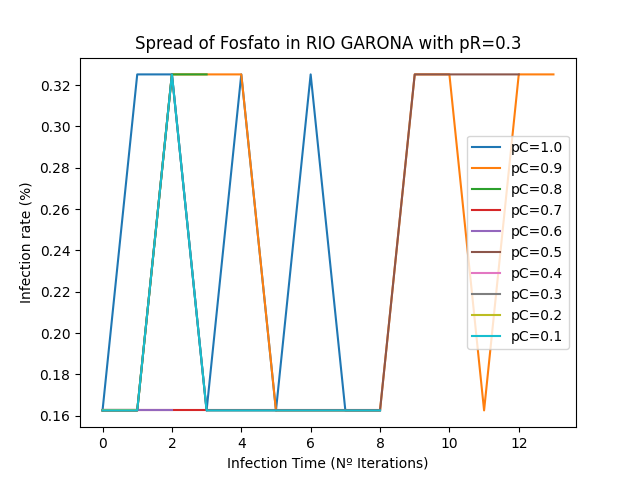 Spread of Fosfato in RIO GARONA with pR=0.3
Infection rate (%)
0.32
0.30
0.28
0.26
0.24
0.22
0.20
0.18
0.16
pC=1.0
pC=0.9
pC=0.8
pC=0.7
pC=0.6
pC=0.5
pC=0.4
pC=0.3
pC=0.2
pC=0.1
0 2 4 6 8 10 12
Infection Time (Nº Iterations)